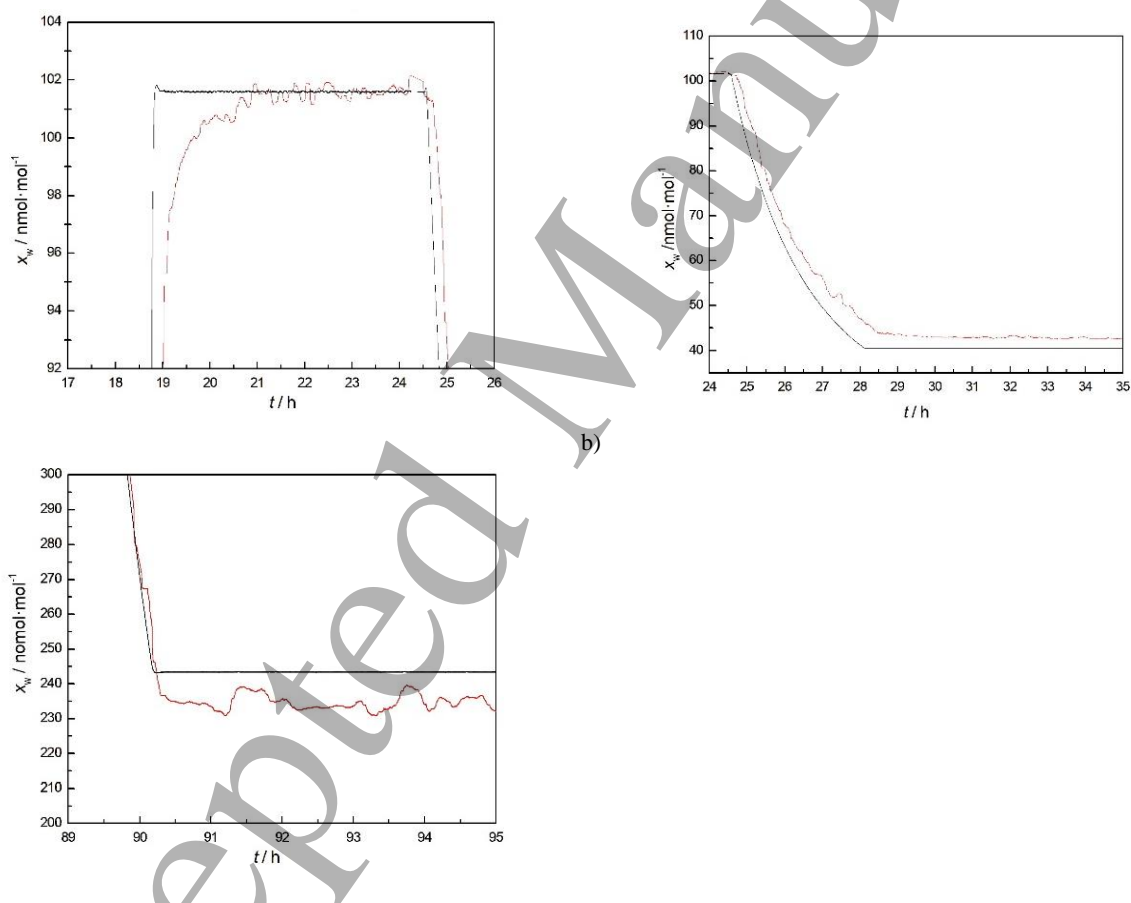 104
102
100
98
96
94
92
x_w / nmol·mol⁻¹
17 18 19 20 21 22 23 24 25 26
t / h
110
100
90
80
70
60
50
40
x_w /nmol·mol⁻¹
24 25 26 27 28 29 30 31 32 33 34 35
t / h
b)
300
290
280
270
260
250
240
230
220
210
200
x_w / nomol·mol⁻¹
89 90 91 92 93 94 95
t / h
epted Manu